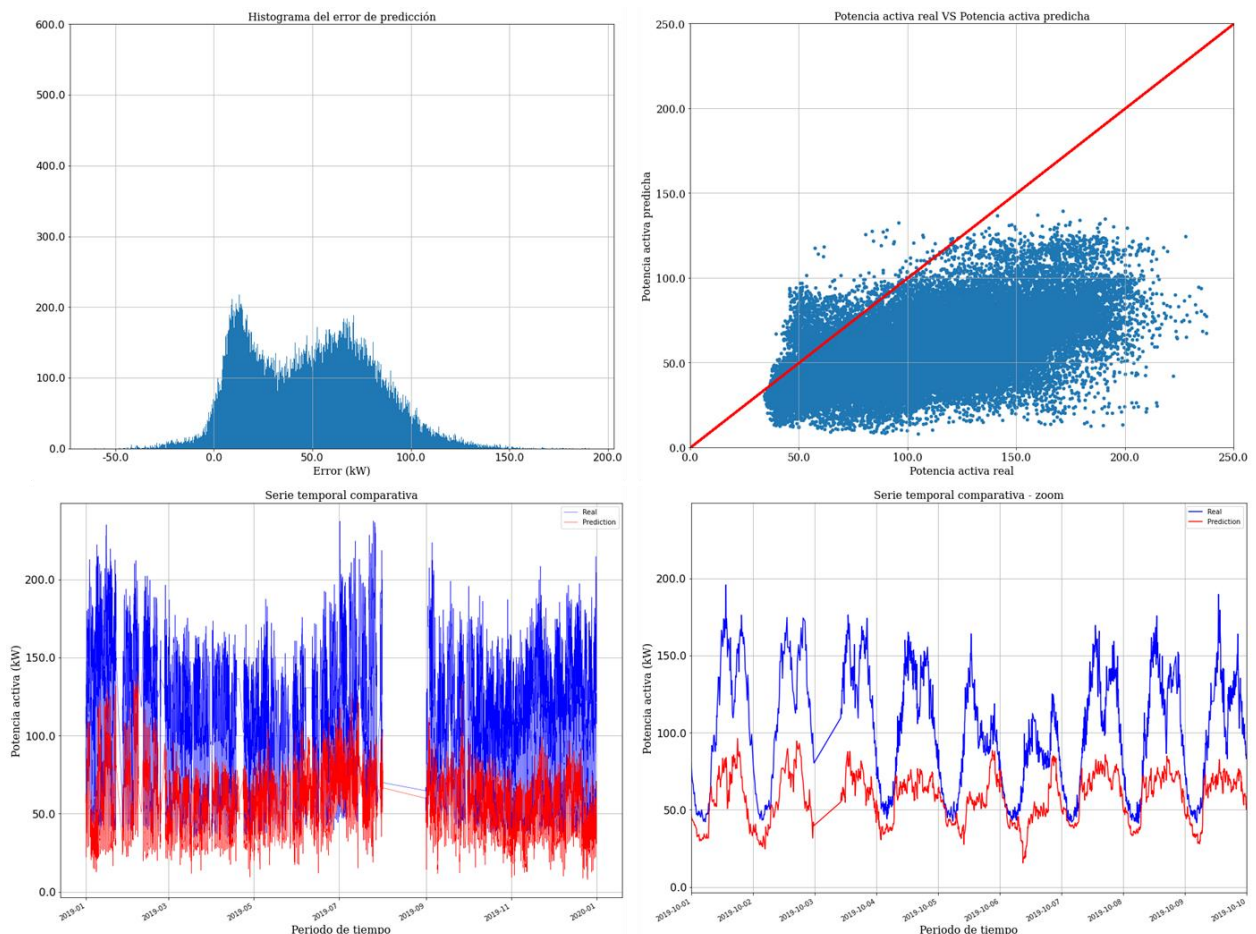 Histograma del error de predicción
600.0
500.0
400.0
300.0
200.0
100.0
0.0
-50.0 0.0 50.0 100.0 150.0 200.0
Error (kW)
Potencia activa real VS Potencia activa predicha
250.0
200.0
150.0
100.0
50.0
0.0
Potencia activa predicha
0.0 50.0 100.0 150.0 200.0 250.0
Potencia activa real
Serie temporal comparativa
Real
Prediction
200.0
150.0
100.0
50.0
0.0
Potencia activa (kW)
2019-01 2019-03 2019-05 2019-07 2019-09 2019-11 2020-01
Periodo de tiempo
Serie temporal comparativa - zoom
Real
Prediction
200.0
150.0
100.0
50.0
0.0
Potencia activa (kW)
2019-10-01 2019-10-02 2019-10-03 2019-10-04 2019-10-05 2019-10-06 2019-10-07 2019-10-08 2019-10-09 2019-10-10
Periodo de tiempo